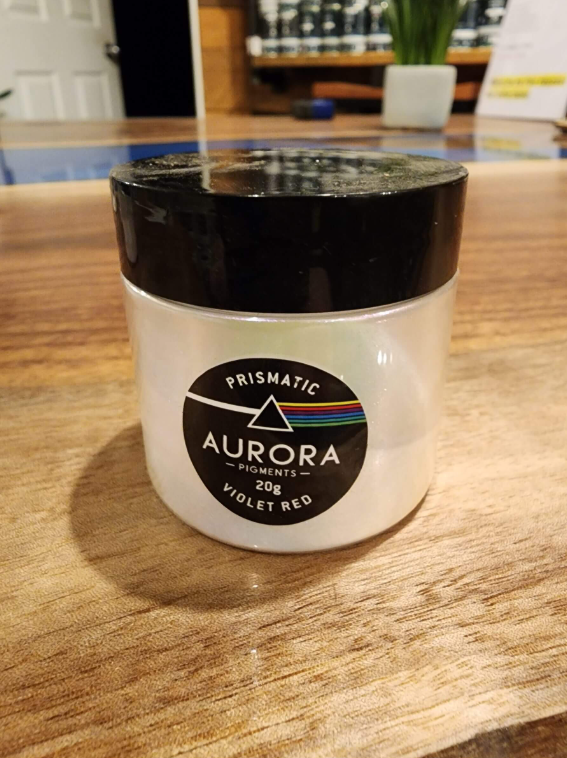 PRISMATIC
AURORA
— PIGMENTS —
20g
VIOLET RED